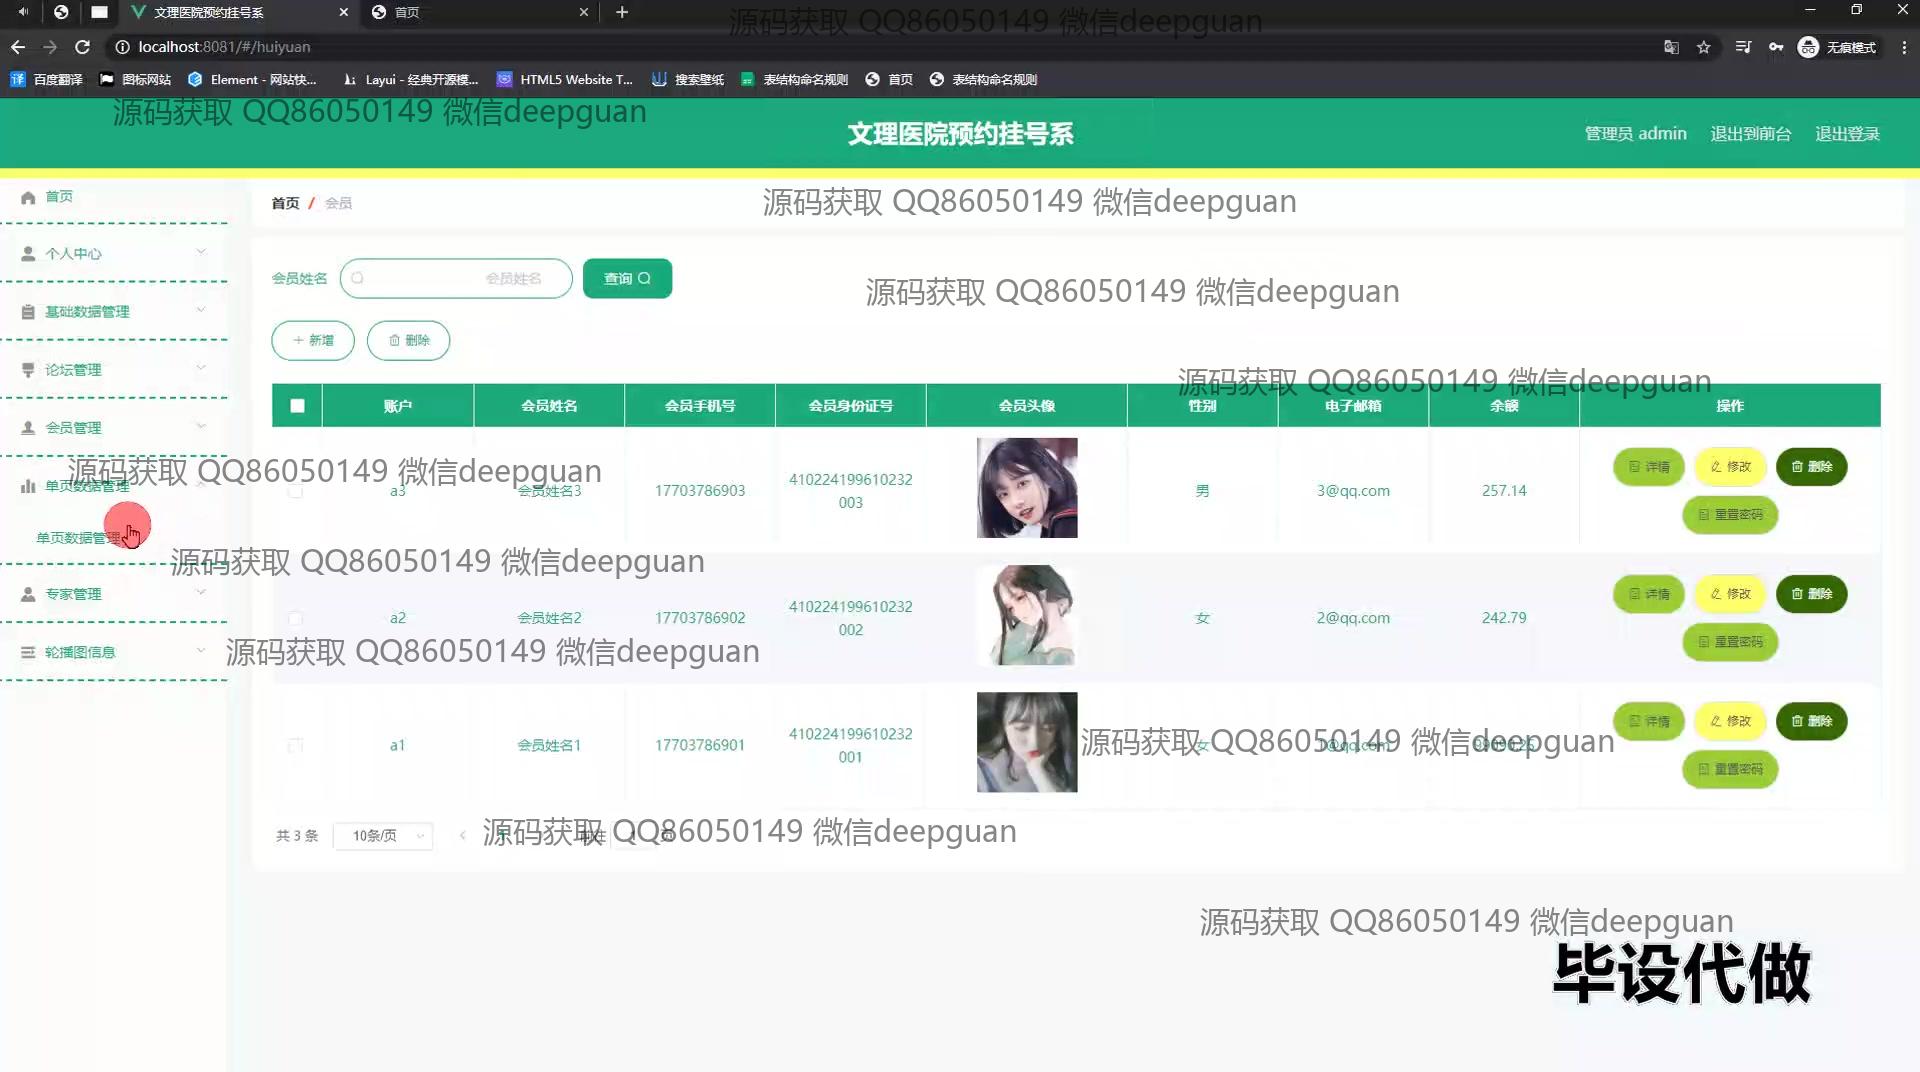 文理医院预约挂号系
首页
源码获取 QQ86050149 微信deepguan
localhost:8081/#/huiyuan
无痕模式
百度翻译
图标网站
Element - 网站快...
Layui - 经典开源模...
HTML5 Website T...
搜索壁纸
表结构命名规则
首页
表结构命名规则
源码获取 QQ86050149 微信deepguan
文理医院预约挂号系
管理员 admin
退出到前台
退出登录
首页
首页 / 会员
源码获取 QQ86050149 微信deepguan
个人中心
会员姓名
会员姓名
查询
源码获取 QQ86050149 微信deepguan
基础数据管理
新增
删除
论坛管理
源码获取 QQ86050149 微信deepguan
账户
会员姓名
会员手机号
会员身份证号
会员头像
性别
电子邮箱
余额
操作
会员管理
源码获取 QQ86050149 微信deepguan
单页数据管理
a3
会员姓名3
17703786903
410224199610232
003
男
3@qq.com
257.14
详情
修改
删除
重置密码
单页数据管理
源码获取 QQ86050149 微信deepguan
专家管理
a2
会员姓名2
17703786902
410224199610232
002
女
2@qq.com
242.79
详情
修改
删除
重置密码
轮播图信息
源码获取 QQ86050149 微信deepguan
a1
会员姓名1
17703786901
410224199610232
001
女
1@qq.com
源码获取 QQ86050149 微信deepguan
详情
修改
删除
重置密码
共 3 条
10条/页
源码获取 QQ86050149 微信deepguan
源码获取 QQ86050149 微信deepguan
毕设代做